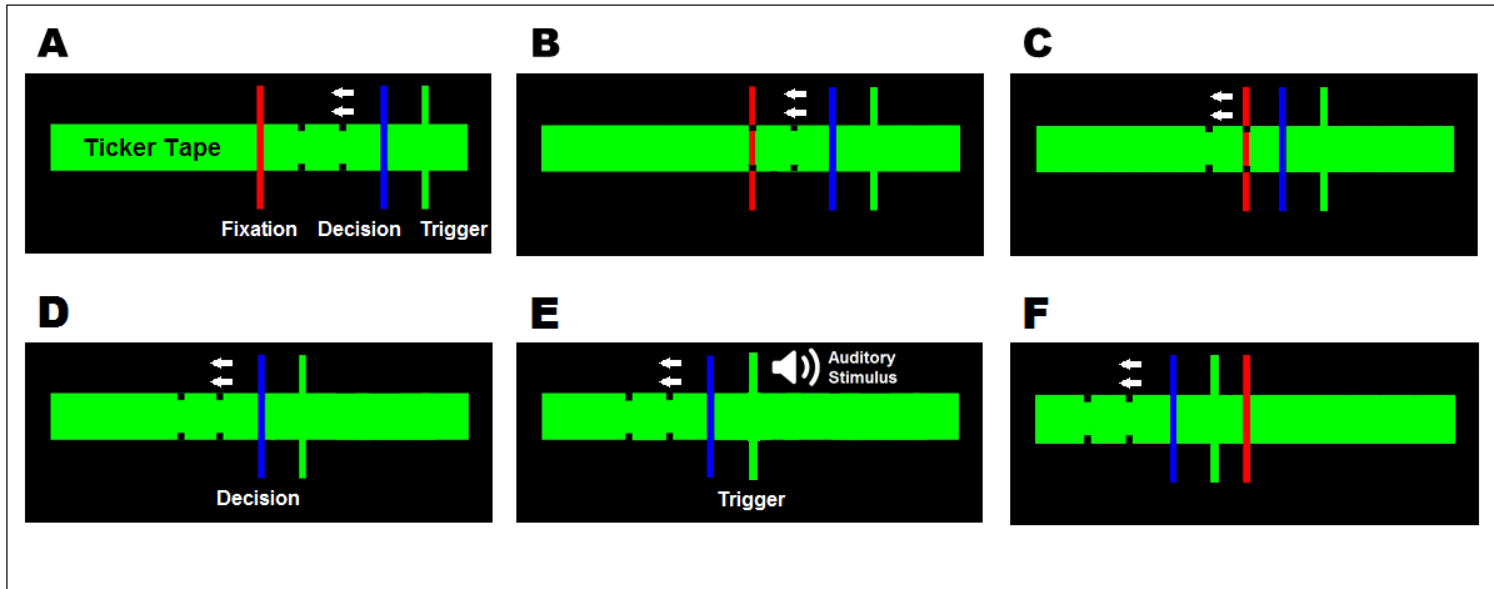 A
B
C
Ticker Tape
Fixation Decision Trigger
D
E
F
Auditory
Stimulus
Decision
Trigger